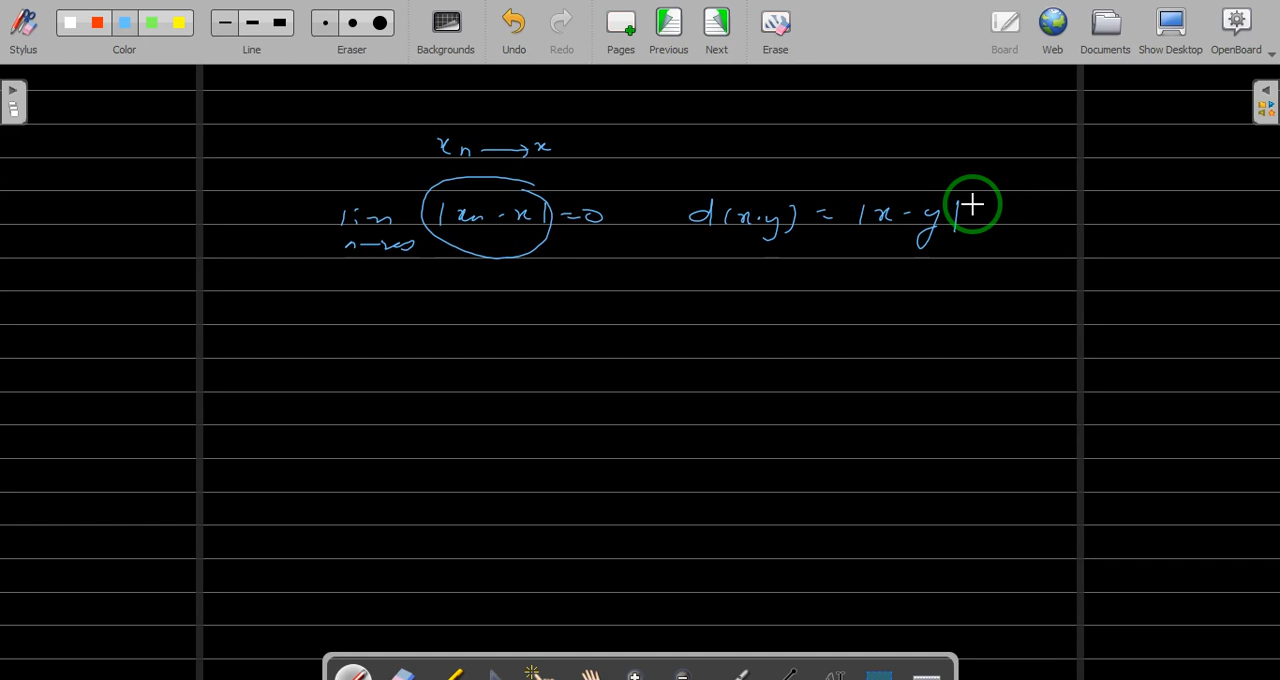 Stylus Color Line Eraser Backgrounds Undo Redo Pages Previous Next Erase Board Web Documents Show Desktop OpenBoard
xₙ → x
lim |xₙ - x| = 0 d(x.y) = |x - y|
n→∞